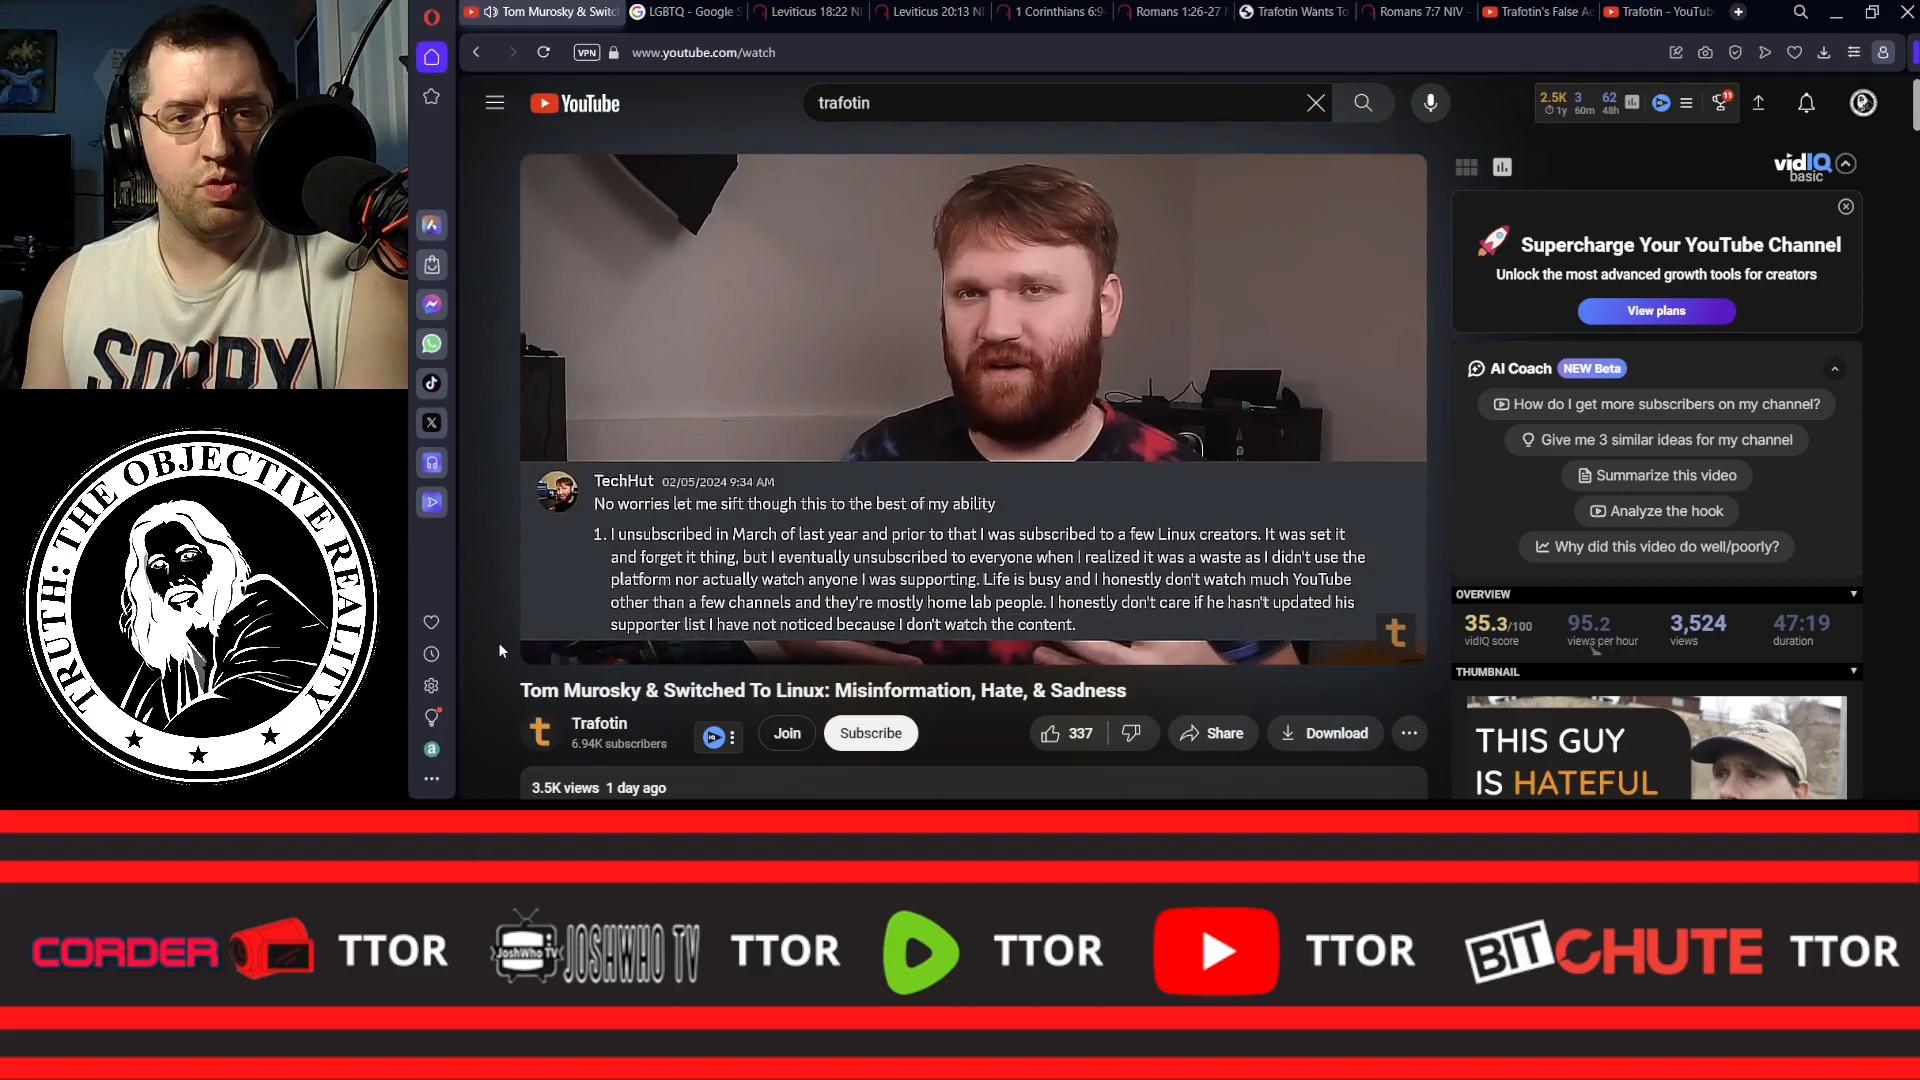 Tom Murosky & Switc
LGBTQ - Google S
Leviticus 18:22 NI
Leviticus 20:13 NI
1 Corinthians 6:9-
Romans 1:26-27 N
Trafotin Wants To
Romans 7:7 NIV -
Trafotin's False Ac
Trafotin - YouTub
VPN
www.youtube.com/watch
YouTube
trafotin
2.5K 3 62
1y 60m 48h
11
vidIQ
basic
Supercharge Your YouTube Channel
Unlock the most advanced growth tools for creators
View plans
AI Coach NEW Beta
How do I get more subscribers on my channel?
Give me 3 similar ideas for my channel
Summarize this video
Analyze the hook
Why did this video do well/poorly?
OVERVIEW
35.3/100 95.2 3,524 47:19
vidIQ score views per hour views duration
THUMBNAIL
THIS GUY
IS HATEFUL
SORRY
TechHut 02/05/2024 9:34 AM
No worries let me sift though this to the best of my ability
1. I unsubscribed in March of last year and prior to that I was subscribed to a few Linux creators. It was set it
and forget it thing, but I eventually unsubscribed to everyone when I realized it was a waste as I didn't use the
platform nor actually watch anyone I was supporting. Life is busy and I honestly don't watch much YouTube
other than a few channels and they're mostly home lab people. I honestly don't care if he hasn't updated his
supporter list I have not noticed because I don't watch the content.
t
Tom Murosky & Switched To Linux: Misinformation, Hate, & Sadness
t
Trafotin
6.94K subscribers
Join
Subscribe
337
Share
Download
3.5K views 1 day ago
TRUTH: THE OBJECTIVE REALITY
CORDER TTOR JoshWho TV JOSHWHO TV TTOR TTOR TTOR BITCHUTE TTOR